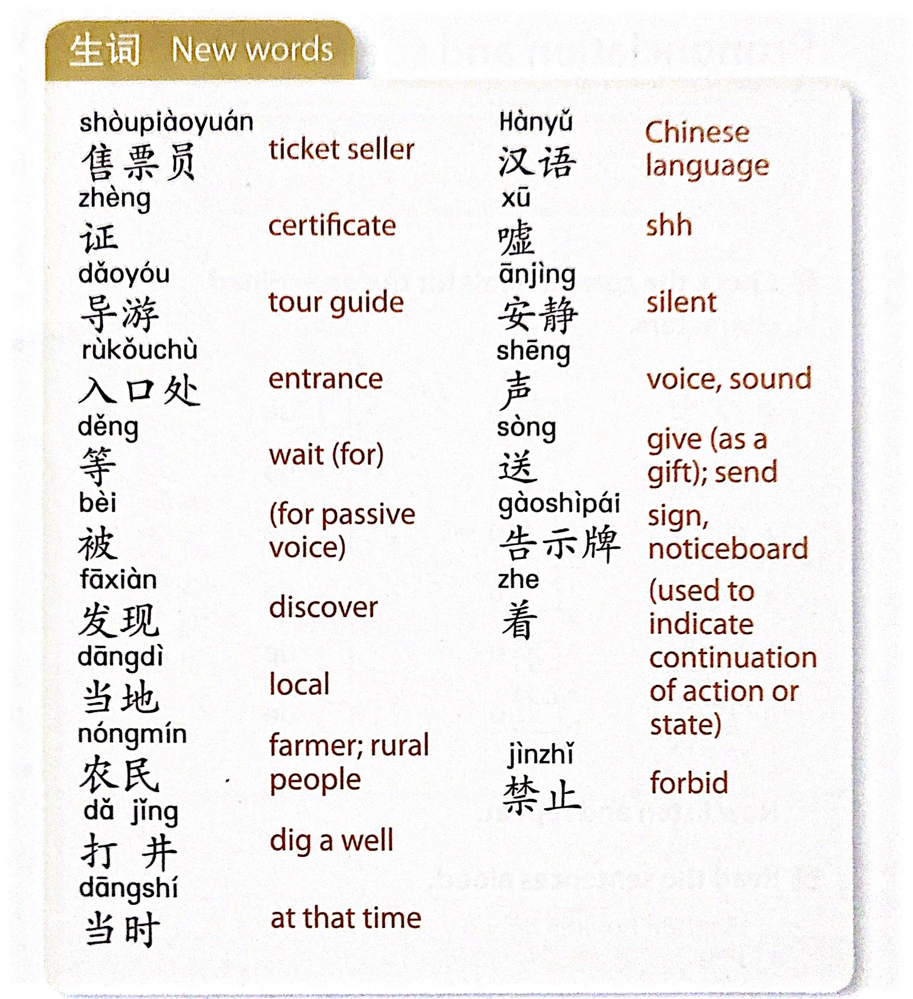 生词 New words
shòupiàoyuán
售票员 ticket seller
zhèng
证 certificate
dǎoyóu
导游 tour guide
rùkǒuchù
入口处 entrance
děng
等 wait (for)
bèi
被 (for passive
voice)
fāxiàn
发现 discover
dāngdì
当地 local
nóngmín
农民 farmer; rural
people
dǎ jǐng
打 井 dig a well
dāngshí
当时 at that time
Hànyǔ
汉语 Chinese
language
xū
嘘 shh
ānjìng
安静 silent
shēng
声 voice, sound
sòng
送 give (as a
gift); send
gàoshìpái
告示牌 sign,
noticeboard
zhe
着 (used to
indicate
continuation
of action or
state)
jìnzhǐ
禁止 forbid